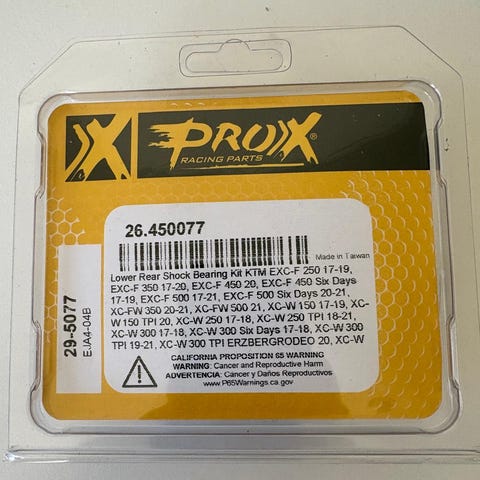 PROX®
RACING PARTS
26.450077
Made in Taiwan
Lower Rear Shock Bearing Kit KTM EXC-F 250 17-19,
EXC-F 350 17-20, EXC-F 450 20, EXC-F 450 Six Days
17-19, EXC-F 500 17-21, EXC-F 500 Six Days 20-21,
XC-FW 350 20-21, XC-FW 500 21, XC-W 150 17-19, XC-
W 150 TPI 20, XC-W 250 17-18, XC-W 250 TPI 18-21,
XC-W 300 17-18, XC-W 300 Six Days 17-18, XC-W 300
TPI 19-21, XC-W 300 TPI ERZBERGRODEO 20, XC-W
CALIFORNIA PROPOSITION 65 WARNING
WARNING: Cancer and Reproductive Harm
ADVERTENCIA: Cáncer y Daños Reproductivos
www.P65Warnings.ca.gov
29-5077
EJA4-04B